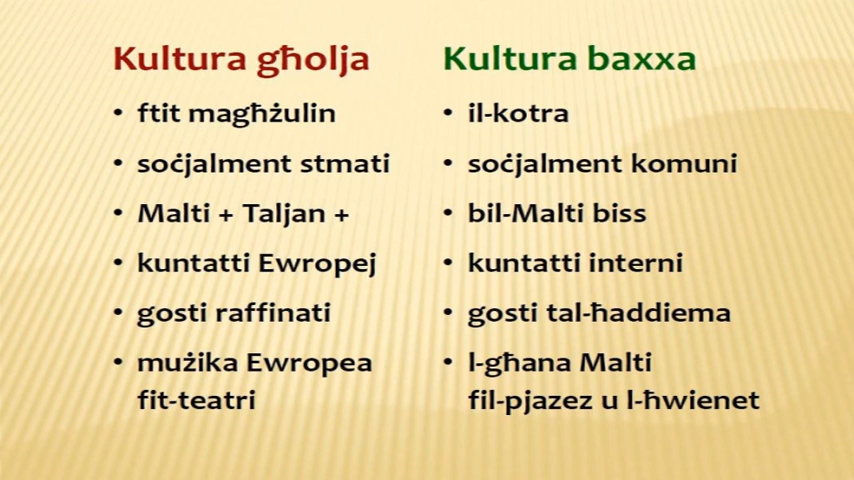 Kultura għolja
• ftit magħżulin
• soċjalment stmati
• Malti + Taljan +
• kuntatti Ewropej
• gosti raffinati
• mużika Ewropea
fit-teatri
Kultura baxxa
• il-kotra
• soċjalment komuni
• bil-Malti biss
• kuntatti interni
• gosti tal-ħaddiema
• l-għana Malti
fil-pjazez u l-ħwienet